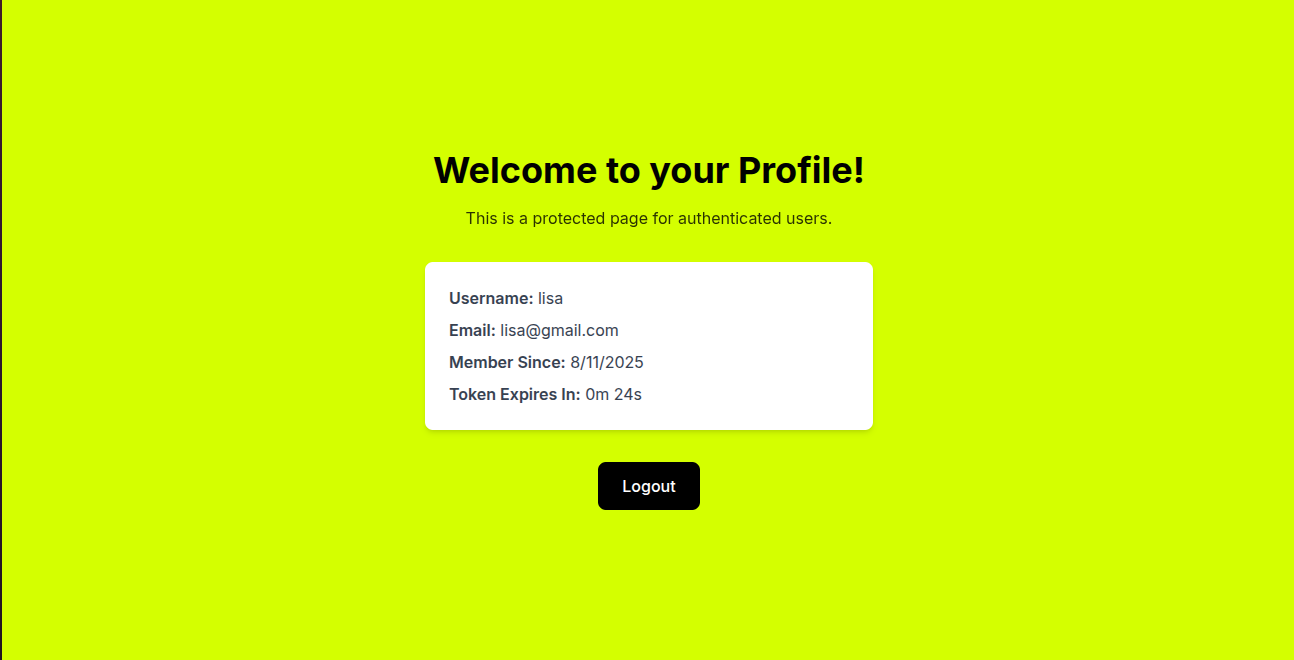 Welcome to your Profile!
This is a protected page for authenticated users.
Username: lisa
Email: lisa@gmail.com
Member Since: 8/11/2025
Token Expires In: 0m 24s
Logout